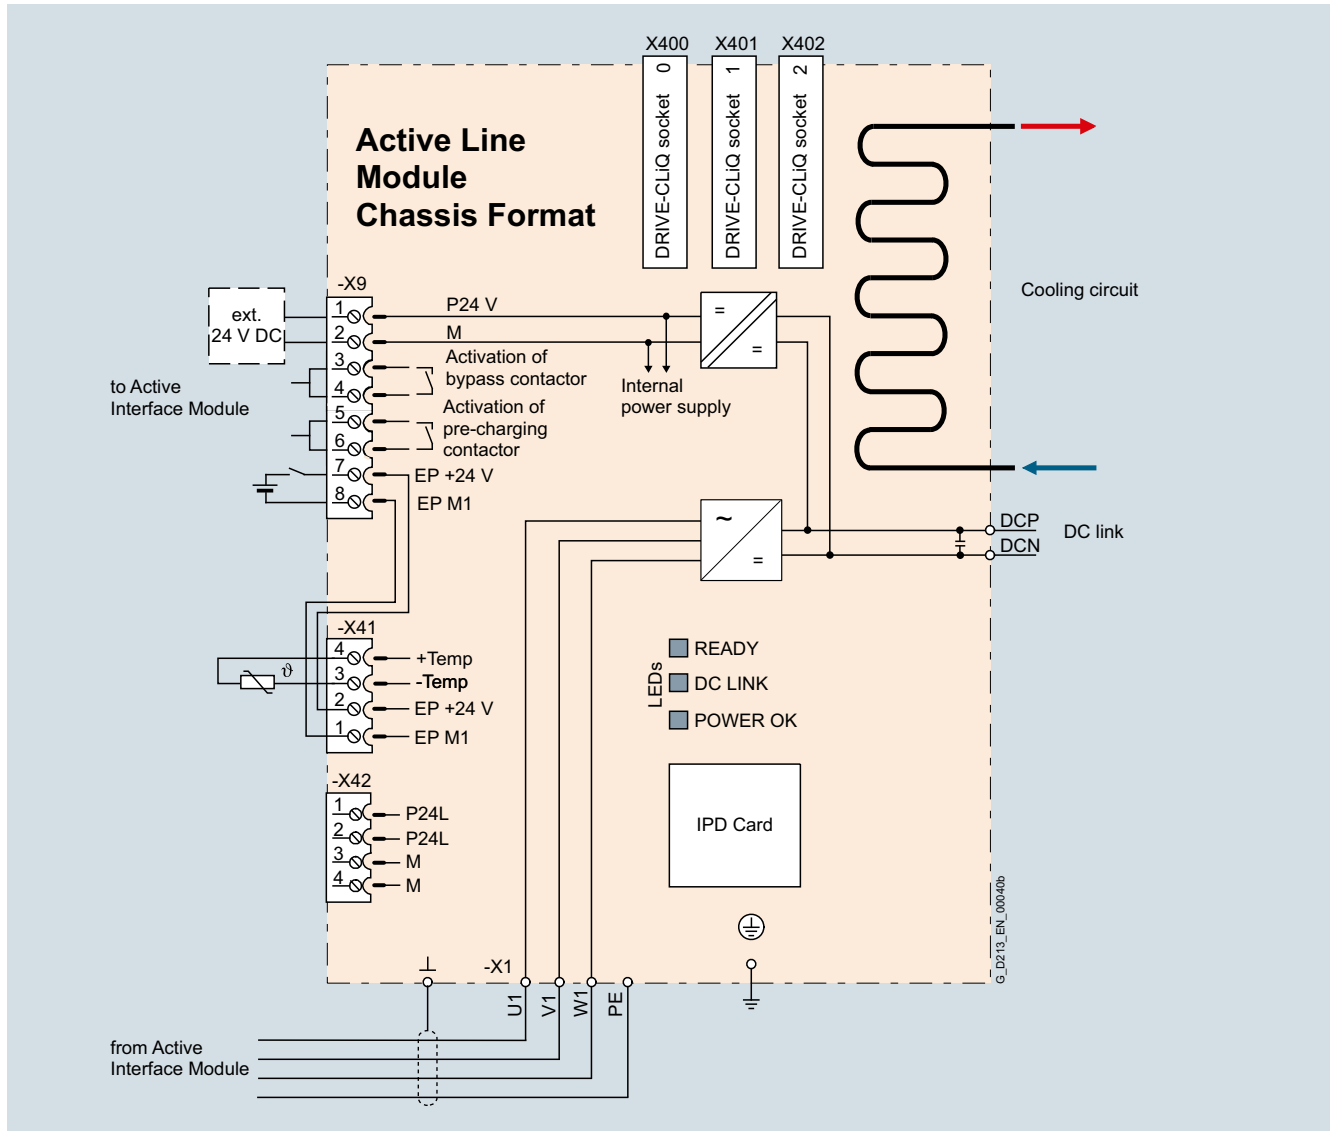 X400 X401 X402
DRIVE-CLiQ socket 0
DRIVE-CLiQ socket 1
DRIVE-CLiQ socket 2
Active Line
Module
Chassis Format
Cooling circuit
-X9
ext.
24 V DC
1
2
3
4
5
6
7
8
P24 V
M
Activation of
bypass contactor
Activation of
pre-charging
contactor
EP +24 V
EP M1
to Active
Interface Module
Internal
power supply
=
=
~
=
DCP
DCN
DC link
-X41
4
3
2
1
+Temp
-Temp
EP +24 V
EP M1
ϑ
LEDs
READY
DC LINK
POWER OK
-X42
1
2
3
4
P24L
P24L
M
M
IPD Card
G_D213_EN_00040b
-X1
U1
V1
W1
PE
from Active
Interface Module